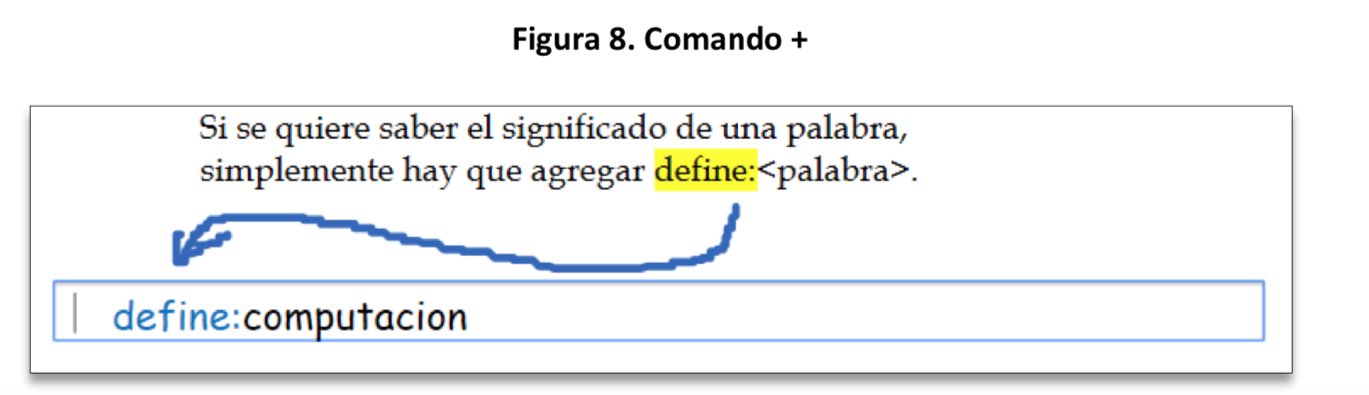 Figura 8. Comando +
Si se quiere saber el significado de una palabra,
simplemente hay que agregar define:<palabra>.
define:computacion